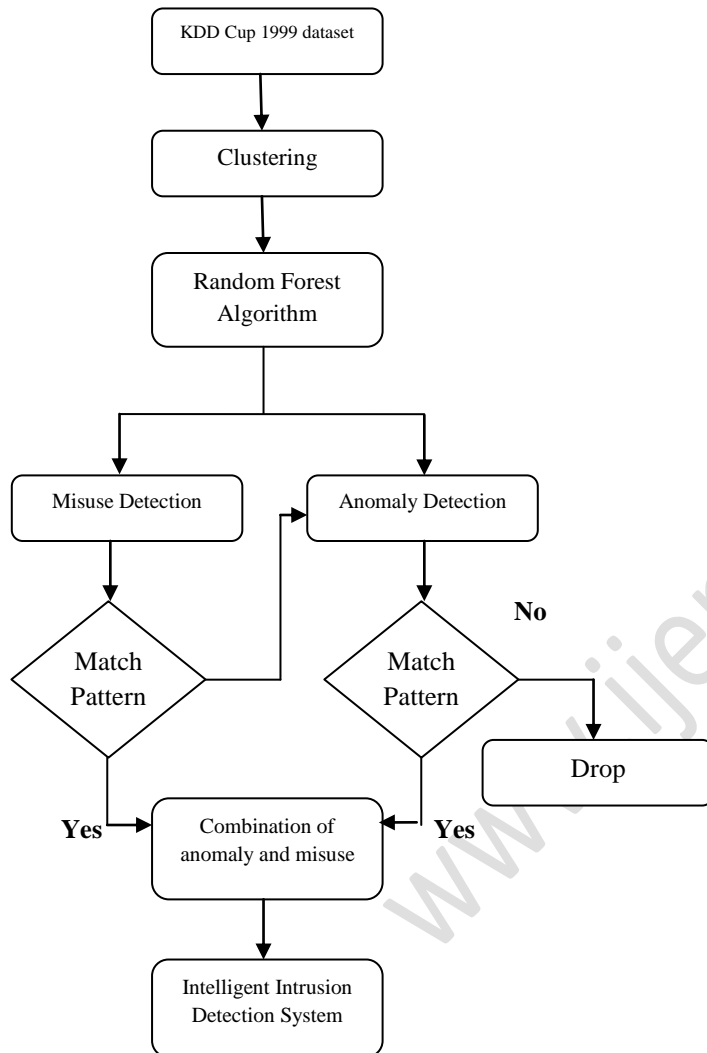 KDD Cup 1999 dataset
Clustering
Random Forest
Algorithm
Misuse Detection
Anomaly Detection
No
Match
Pattern
Match
Pattern
Drop
Yes
Combination of
anomaly and misuse
Yes
Intelligent Intrusion
Detection System